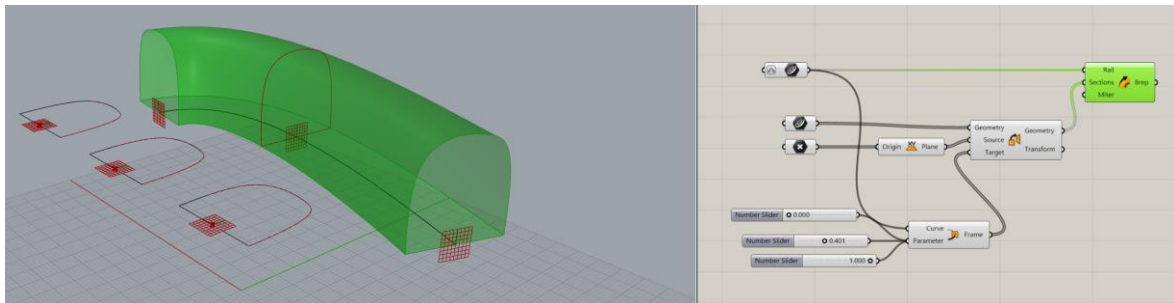 Rail
Sections
Brep
Miter
Geometry
Geometry
Source
Transform
Target
Origin
XY
Plane
Number Slider
0.000
Number Slider
0.401
Number Slider
1.000
Curve
Frame
Parameter